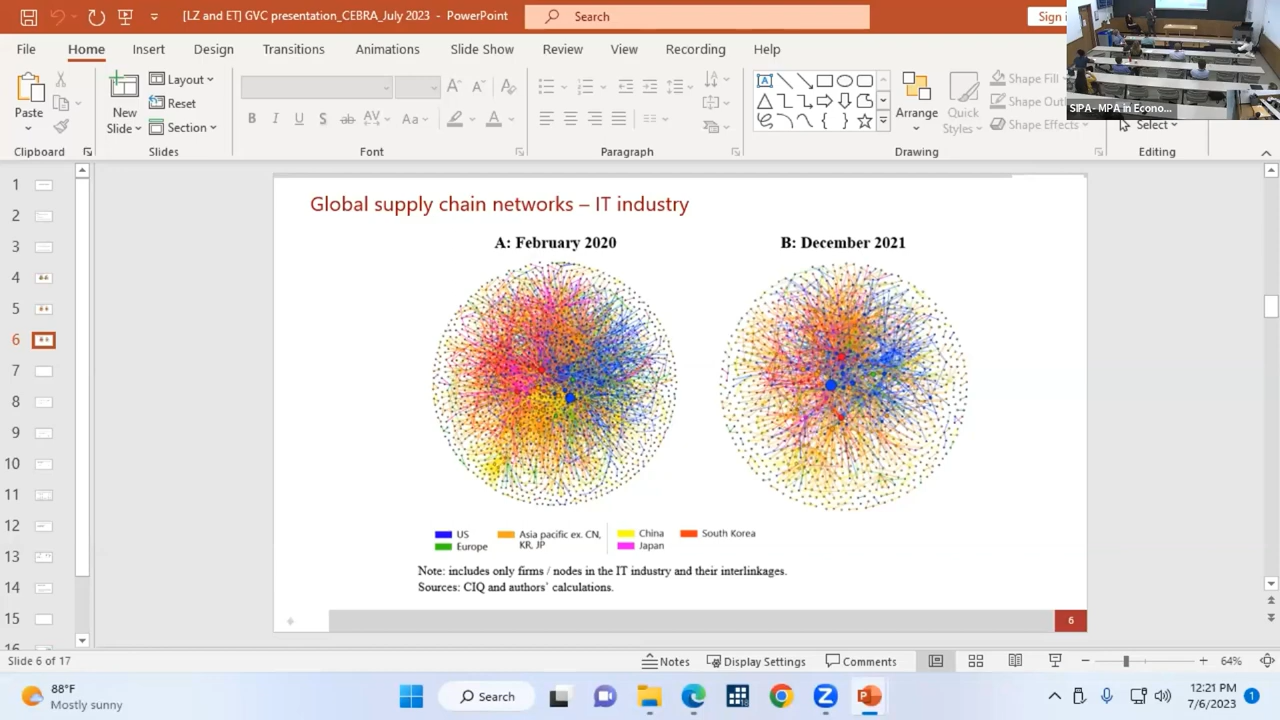 [LZ and ET] GVC presentation_CEBRA_July 2023 - PowerPoint
Search
Sign i
File Home Insert Design Transitions Animations Slide Show Review View Recording Help
Paste
New Slide
Layout
Reset
Section
B I U S ab AV Aa A
Arrange
Quick Styles
Shape Fill
Shape Out
Shape Effects
Select
SIPA- MPA in Econo...
Clipboard Slides Font Paragraph Drawing Editing
1
2
3
4
5
6
7
8
9
10
11
12
13
14
15
16
Global supply chain networks – IT industry
A: February 2020
B: December 2021
US
Europe
Asia pacific ex. CN, KR, JP
China
Japan
South Korea
Note: includes only firms / nodes in the IT industry and their interlinkages.
Sources: CIQ and authors' calculations.
6
Slide 6 of 17
Notes Display Settings Comments
64%
88°F
Mostly sunny
Search
12:21 PM
7/6/2023
1